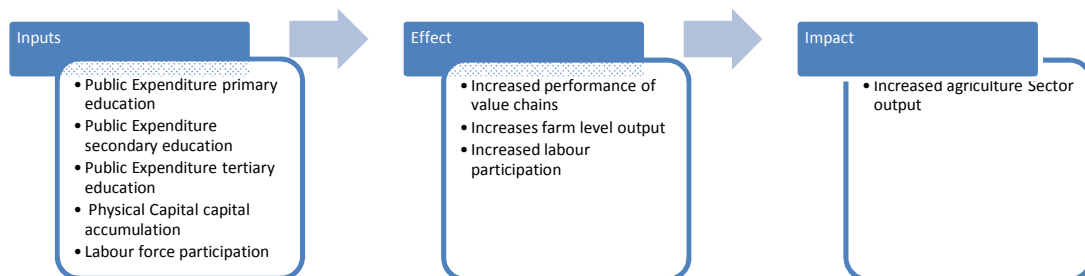 Inputs
• Public Expenditure primary
education
• Public Expenditure
secondary education
• Public Expenditure tertiary
education
• Physical Capital capital
accumulation
• Labour force participation
Effect
• Increased performance of
value chains
• Increases farm level output
• Increased labour
participation
Impact
• Increased agriculture Sector
output